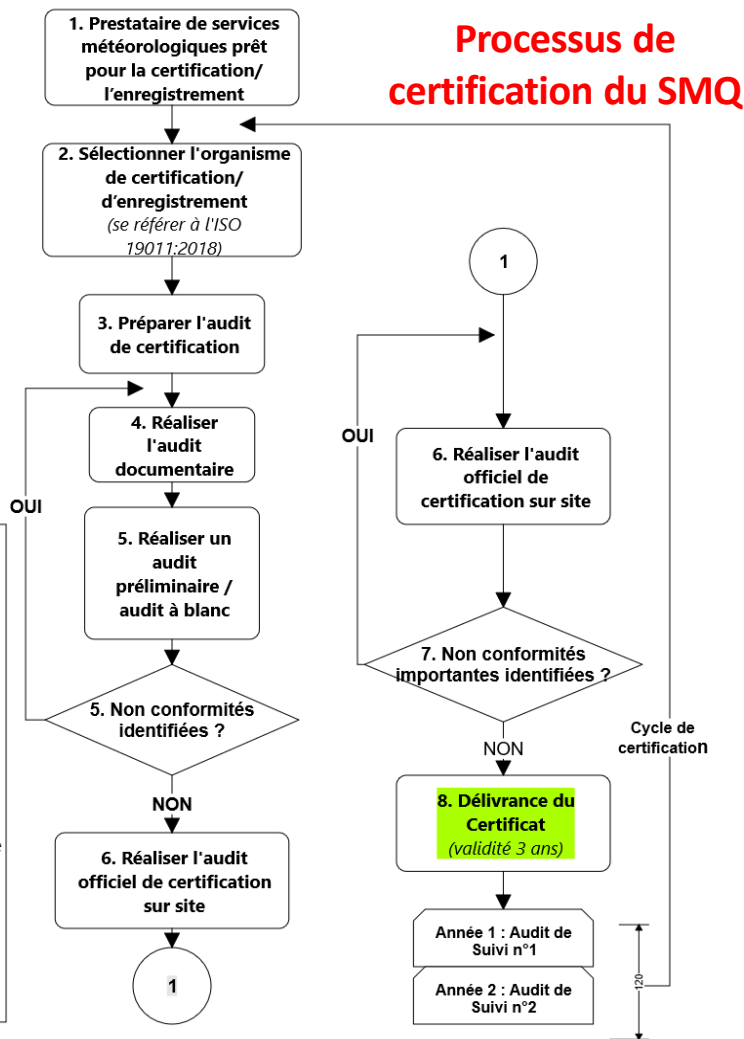 Processus de
certification du SMQ
1. Prestataire de services
météorologiques prêt
pour la certification/
l’enregistrement
2. Sélectionner l'organisme
de certification/
d’enregistrement
(se référer à l'ISO
19011:2018)
3. Préparer l'audit
de certification
4. Réaliser
l'audit
documentaire
OUI
5. Réaliser un
audit
préliminaire /
audit à blanc
5. Non conformités
identifiées ?
NON
6. Réaliser l'audit
officiel de certification
sur site
1
1
OUI
6. Réaliser l'audit
officiel de
certification sur site
7. Non conformités
importantes identifiées ?
NON
8. Délivrance du
Certificat
(validité 3 ans)
Année 1 : Audit de
Suivi n°1
Année 2 : Audit de
Suivi n°2
120
Cycle de
certification